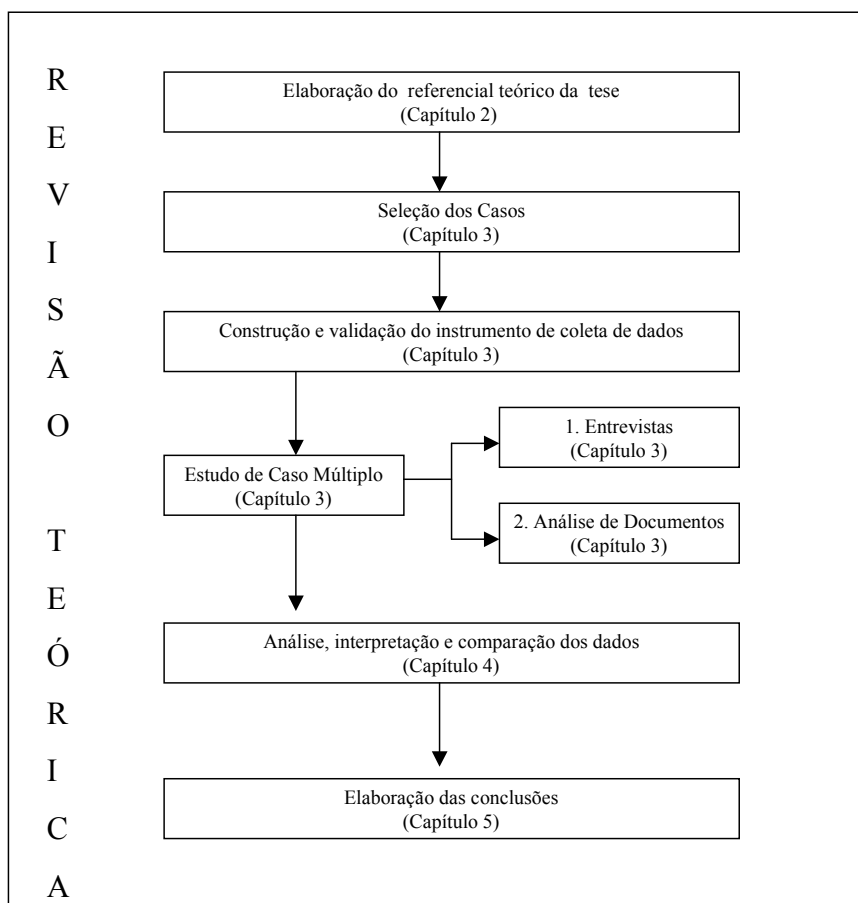 REVISÃO TEÓRICA
Elaboração do referencial teórico da tese
(Capítulo 2)
Seleção dos Casos
(Capítulo 3)
Construção e validação do instrumento de coleta de dados
(Capítulo 3)
Estudo de Caso Múltiplo
(Capítulo 3)
1. Entrevistas
(Capítulo 3)
2. Análise de Documentos
(Capítulo 3)
Análise, interpretação e comparação dos dados
(Capítulo 4)
Elaboração das conclusões
(Capítulo 5)